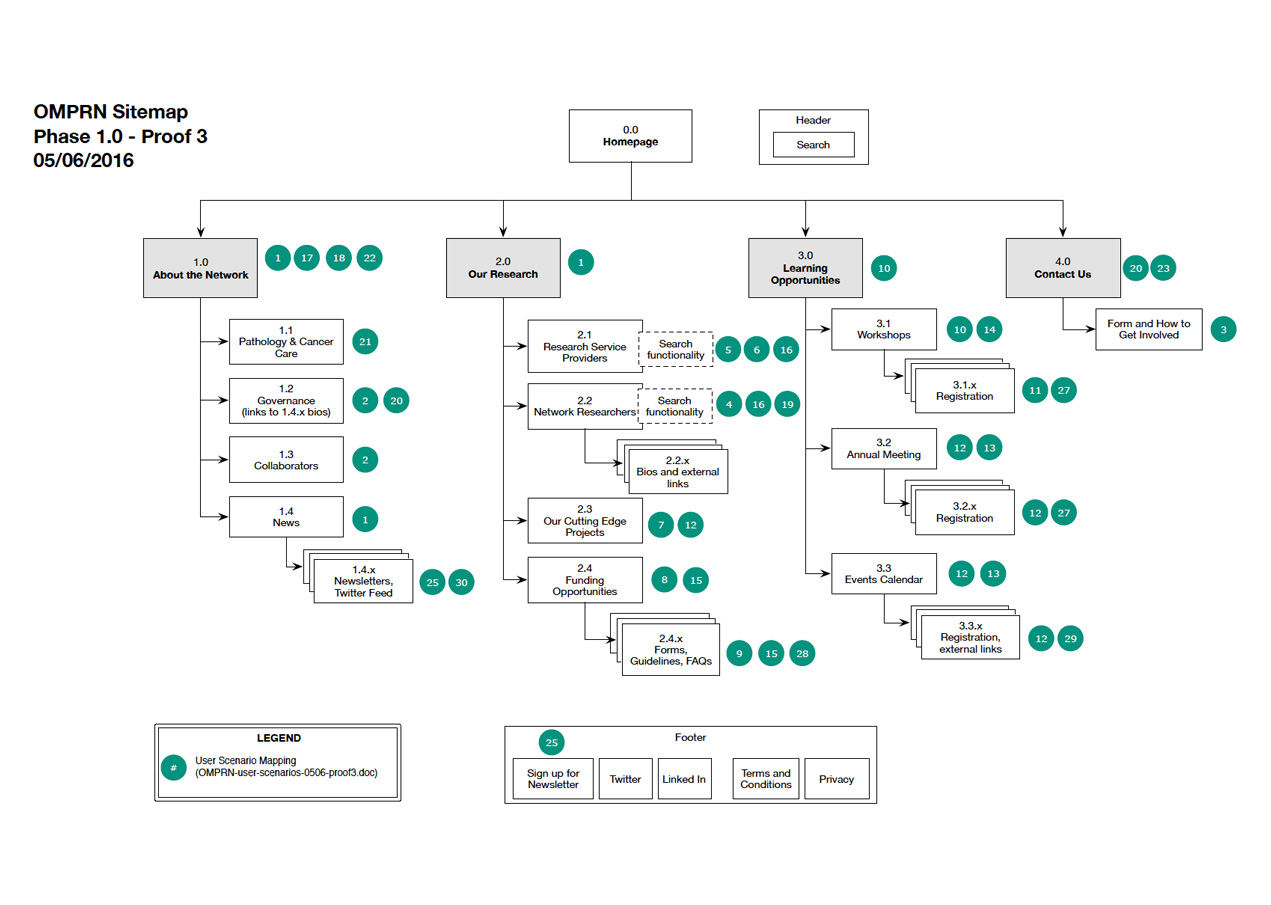 OMPRN Sitemap
Phase 1.0 - Proof 3
05/06/2016
0.0
Homepage
Header
Search
1.0
About the Network
1 17 18 22
1.1
Pathology & Cancer
Care
21
1.2
Governance
(links to 1.4.x bios)
2 20
1.3
Collaborators
2
1.4
News
1
1.4.x
Newsletters,
Twitter Feed
25 30
2.0
Our Research
1
2.1
Research Service
Providers
Search
functionality
5 6 16
2.2
Network Researchers
Search
functionality
4 16 19
2.2.x
Bios and external
links
2.3
Our Cutting Edge
Projects
7 12
2.4
Funding
Opportunities
8 15
2.4.x
Forms,
Guidelines, FAQs
9 15 28
3.0
Learning
Opportunities
10
3.1
Workshops
10 14
3.1.x
Registration
11 27
3.2
Annual Meeting
12 13
3.2.x
Registration
12 27
3.3
Events Calendar
12 13
3.3.x
Registration,
external links
12 29
4.0
Contact Us
20 23
Form and How to
Get Involved
3
LEGEND
#
User Scenario Mapping
(OMPRN-user-scenarios-0506-proof3.doc)
Footer
25
Sign up for
Newsletter
Twitter
Linked In
Terms and
Conditions
Privacy